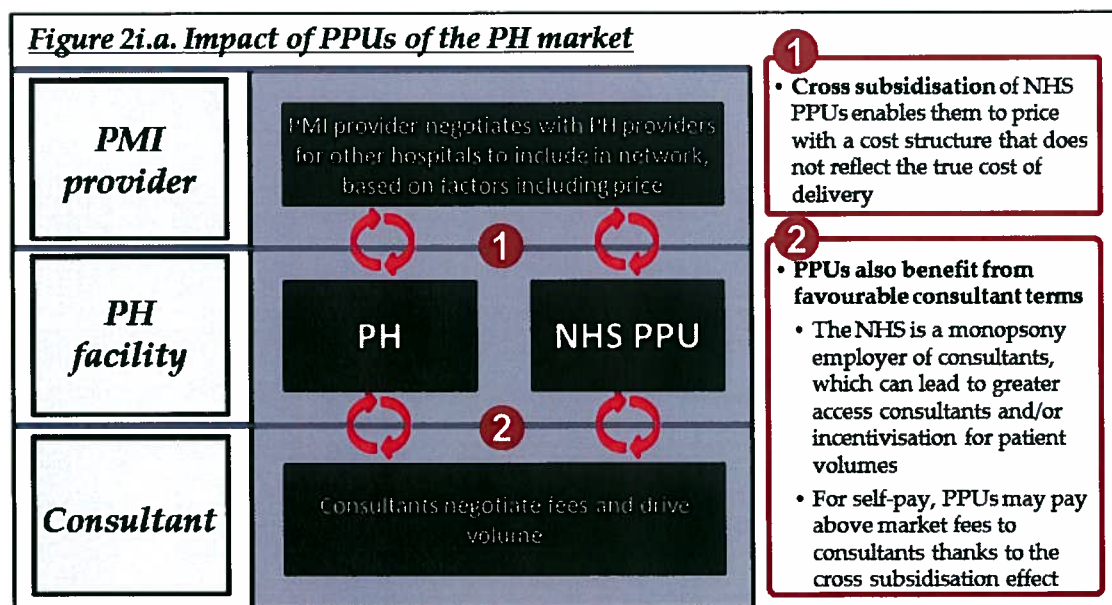 Figure 2i.a. Impact of PPUs of the PH market
PMI
provider
PMI provider negotiates with PH providers
for other hospitals to include in network,
based on factors including price
1
PH
facility
PH
NHS PPU
2
Consultant
Consultants negotiate fees and drive
volume
1
• Cross subsidisation of NHS
PPUs enables them to price
with a cost structure that does
not reflect the true cost of
delivery
2
• PPUs also benefit from
favourable consultant terms
• The NHS is a monopsony
employer of consultants,
which can lead to greater
access consultants and/or
incentivisation for patient
volumes
• For self-pay, PPUs may pay
above market fees to
consultants thanks to the
cross subsidisation effect